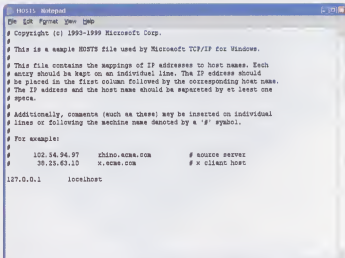 HOSTS Notepad
File Edit Format View Help
# Copyright (c) 1993-1999 Microsoft Corp.
#
# This is a sample HOSTS file used by Microsoft TCP/IP for Windows.
#
# This file contains the mappings of IP addresses to host names. Each
# entry should be kept on an individual line. The IP address should
# be placed in the first column followed by the corresponding host name.
# The IP address and the host name should be separated by at least one
# space.
#
# Additionally, comments (such as these) may be inserted on individual
# lines or following the machine name denoted by a '#' symbol.
#
# For example:
#
# 102.54.94.97 rhino.acme.com # source server
# 38.25.63.10 x.acme.com # x client host
127.0.0.1 localhost